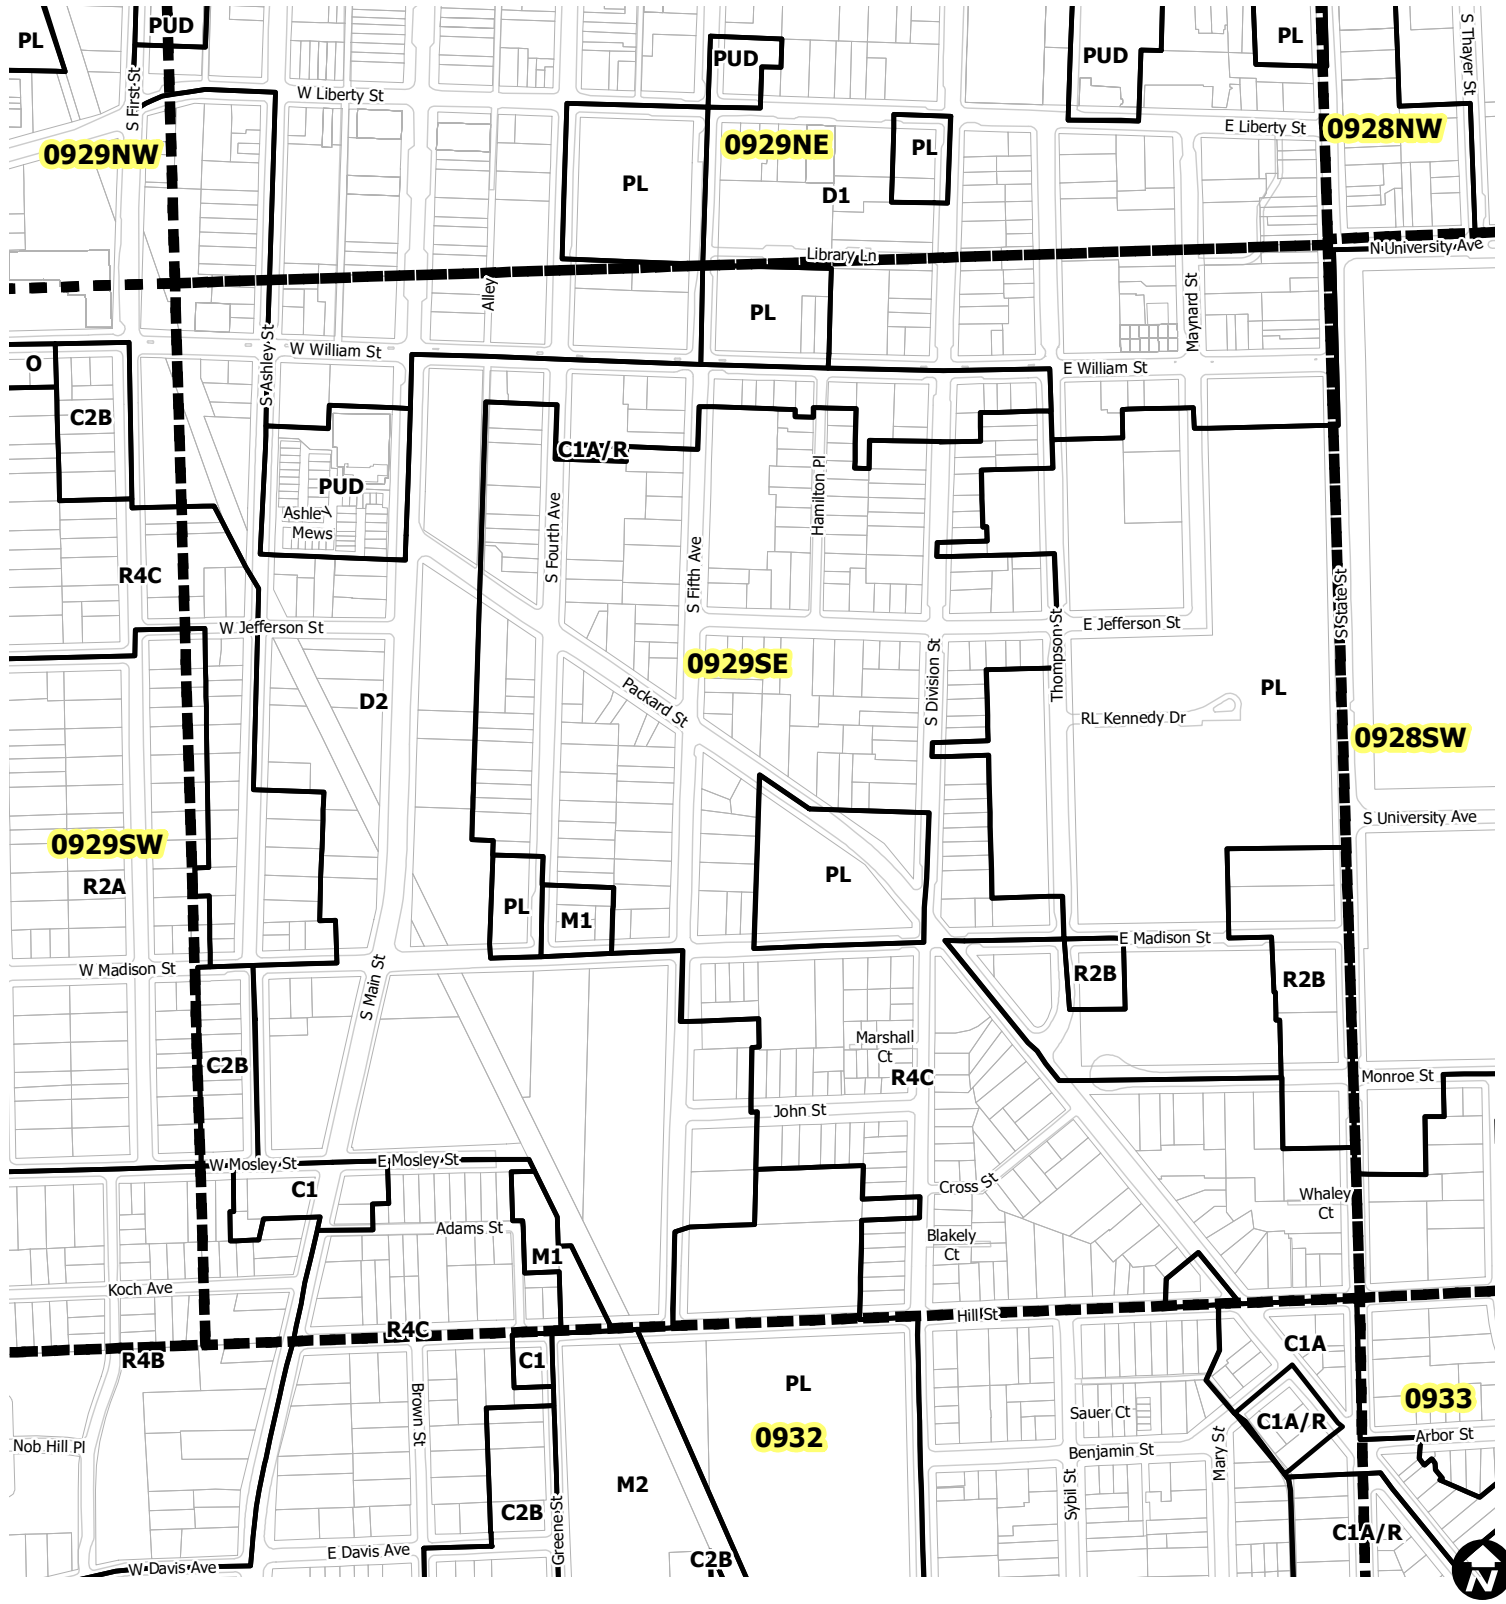 PUD
PL
PL
PUD
PUD
S First St
S Thayer St
W Liberty St
E Liberty St
0929NW
0929NE
0928NW
PL
PL
D1
N University Ave
Library Ln
Alley
PL
Maynard St
S Ashley St
W William St
E William St
O
C2B
C1A/R
PUD
Ashley
Mews
Hamilton Pl
S Fourth Ave
S Fifth Ave
R4C
S State St
W Jefferson St
E Jefferson St
Thompson St
S Division St
0929SE
Packard St
D2
PL
RL Kennedy Dr
0928SW
S University Ave
0929SW
R2A
PL
PL
M1
W Madison St
E Madison St
S Main St
R2B
R2B
C2B
Marshall
Ct
R4C
Monroe St
John St
W Mosley St
E Mosley St
C1
Cross St
Whaley
Ct
Adams St
Blakely
Ct
M1
Koch Ave
Hill St
R4C
R4B
C1
C1A
PL
0933
Brown St
Sauer Ct
C1A/R
Arbor St
0932
Nob Hill Pl
Benjamin St
Mary St
M2
Sybil St
C2B
Greene St
C1A/R
E Davis Ave
C2B
W Davis Ave
N